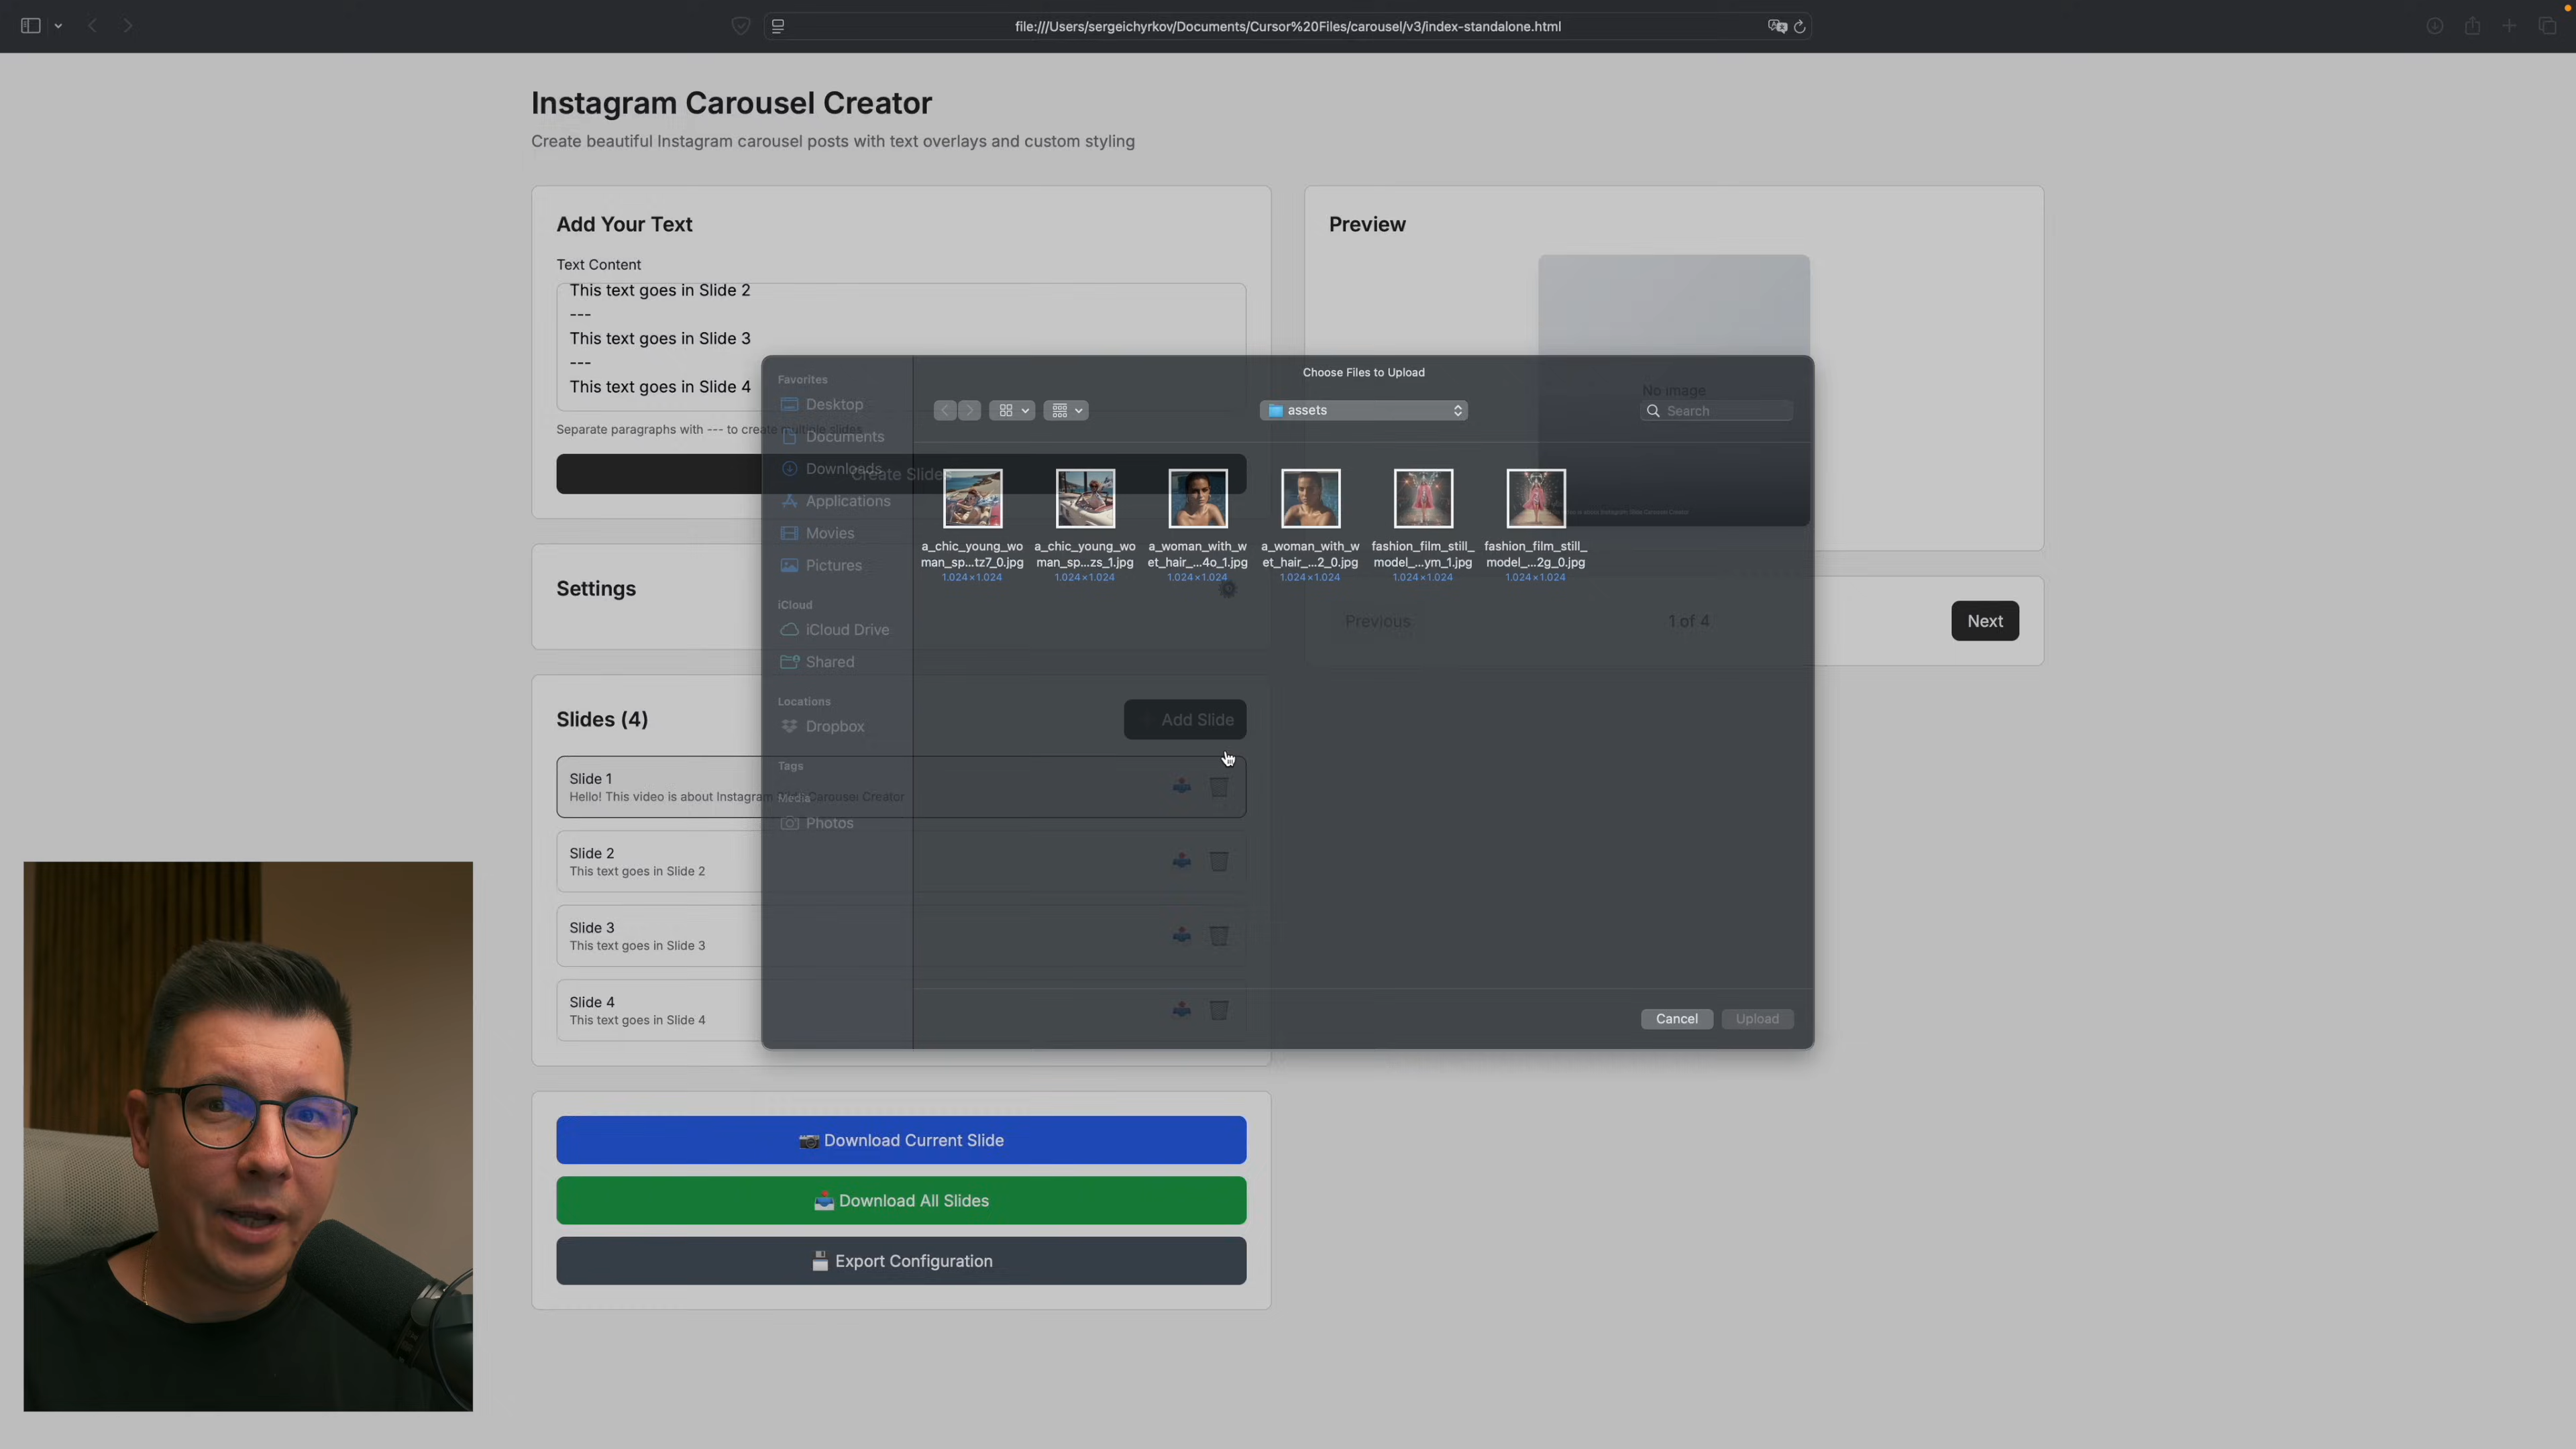 file:///Users/sergeichyrkov/Documents/Cursor%20Files/carousel/v3/index-standalone.html
Instagram Carousel Creator
Create beautiful Instagram carousel posts with text overlays and custom styling
Add Your Text
Text Content
This text goes in Slide 2
---
This text goes in Slide 3
---
This text goes in Slide 4
Separate paragraphs with --- to create multiple slides
Create Slides
Settings
Slides (4)
Add Slide
Slide 1
Hello! This video is about Instagram Carousel Creator
Slide 2
This text goes in Slide 2
Slide 3
This text goes in Slide 3
Slide 4
This text goes in Slide 4
Download Current Slide
Download All Slides
Export Configuration
Preview
No image
Previous
1 of 4
Next
Choose Files to Upload
assets
Search
Favorites
Desktop
Documents
Downloads
Applications
Movies
Pictures
iCloud
iCloud Drive
Shared
Locations
Dropbox
Tags
Media
Photos
a_chic_young_wo
man_sp...tz7_0.jpg
1.024×1.024
a_chic_young_wo
man_sp...zs_1.jpg
1.024×1.024
a_woman_with_w
et_hair_...4o_1.jpg
1.024×1.024
a_woman_with_w
et_hair_...2_0.jpg
1.024×1.024
fashion_film_still_
model_...ym_1.jpg
1.024×1.024
fashion_film_still_
model_...2g_0.jpg
1.024×1.024
Cancel
Upload